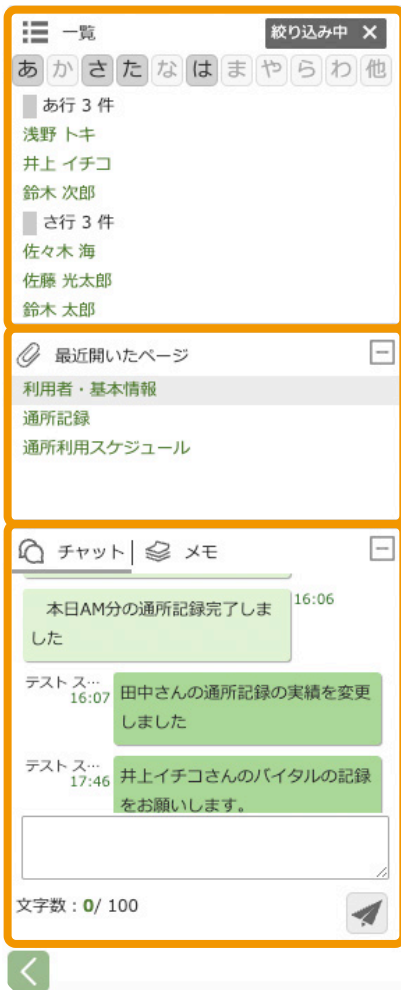 一覧
絞り込み中 ×
あ か さ た な は ま や ら わ 他
あ行 3 件
浅野 トキ
井上 イチコ
鈴木 次郎
さ行 3 件
佐々木 海
佐藤 光太郎
鈴木 太郎
最近開いたページ
利用者・基本情報
通所記録
通所利用スケジュール
チャット メモ
本日AM分の通所記録完了しま
した
16:06
テスト ス…
16:07
田中さんの通所記録の実績を変更
しました
テスト ス…
17:46
井上イチコさんのバイタルの記録
をお願いします。
文字数：0/ 100